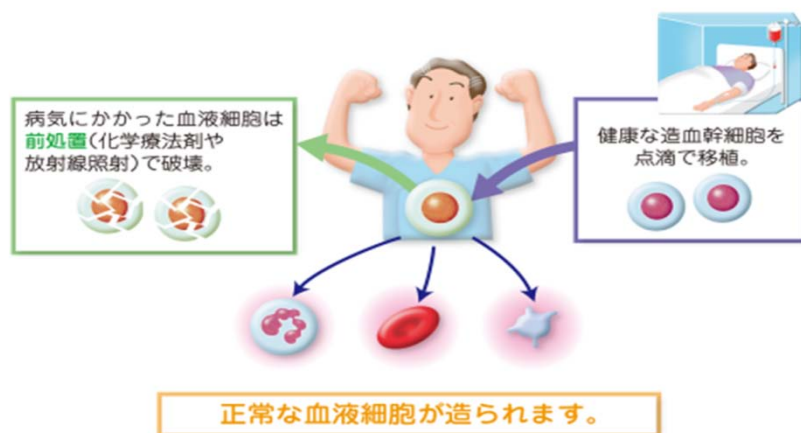 病気にかかった血液細胞は
前処置(化学療法剤や
放射線照射)で破壊。
健康な造血幹細胞を
点滴で移植。
正常な血液細胞が造られます。